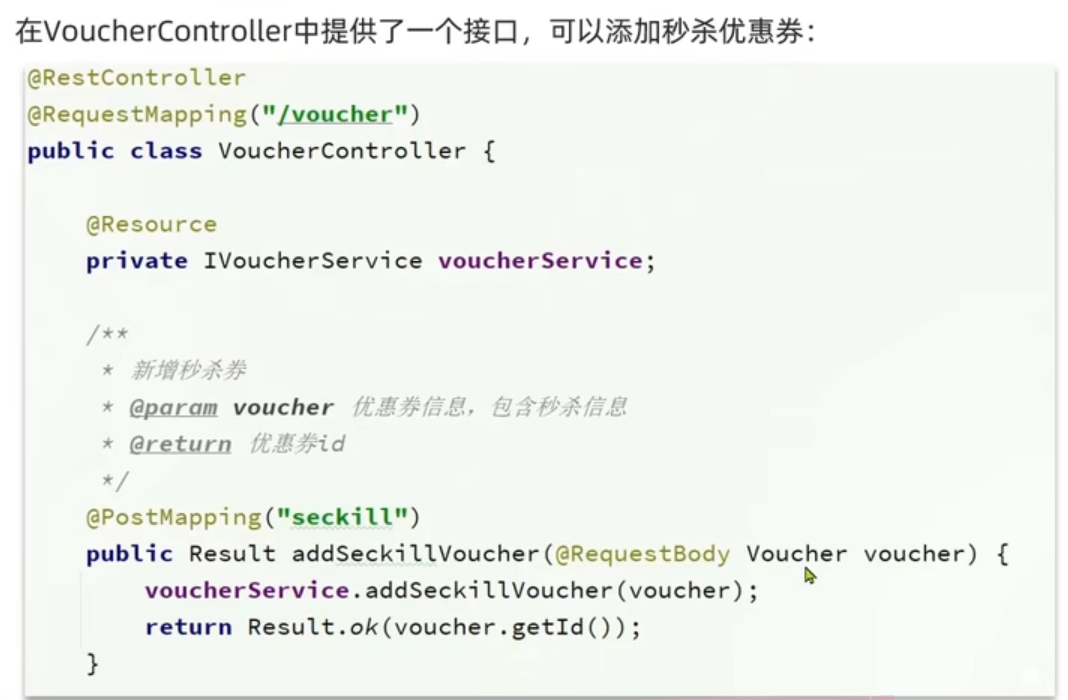 在VoucherController中提供了一个接口，可以添加秒杀优惠券：
@RestController
@RequestMapping("/voucher")
public class VoucherController {
@Resource
private IVoucherService voucherService;
/**
* 新增秒杀券
* @param voucher 优惠券信息，包含秒杀信息
* @return 优惠券id
*/
@PostMapping("seckill")
public Result addSeckillVoucher(@RequestBody Voucher voucher) {
voucherService.addSeckillVoucher(voucher);
return Result.ok(voucher.getId());
}